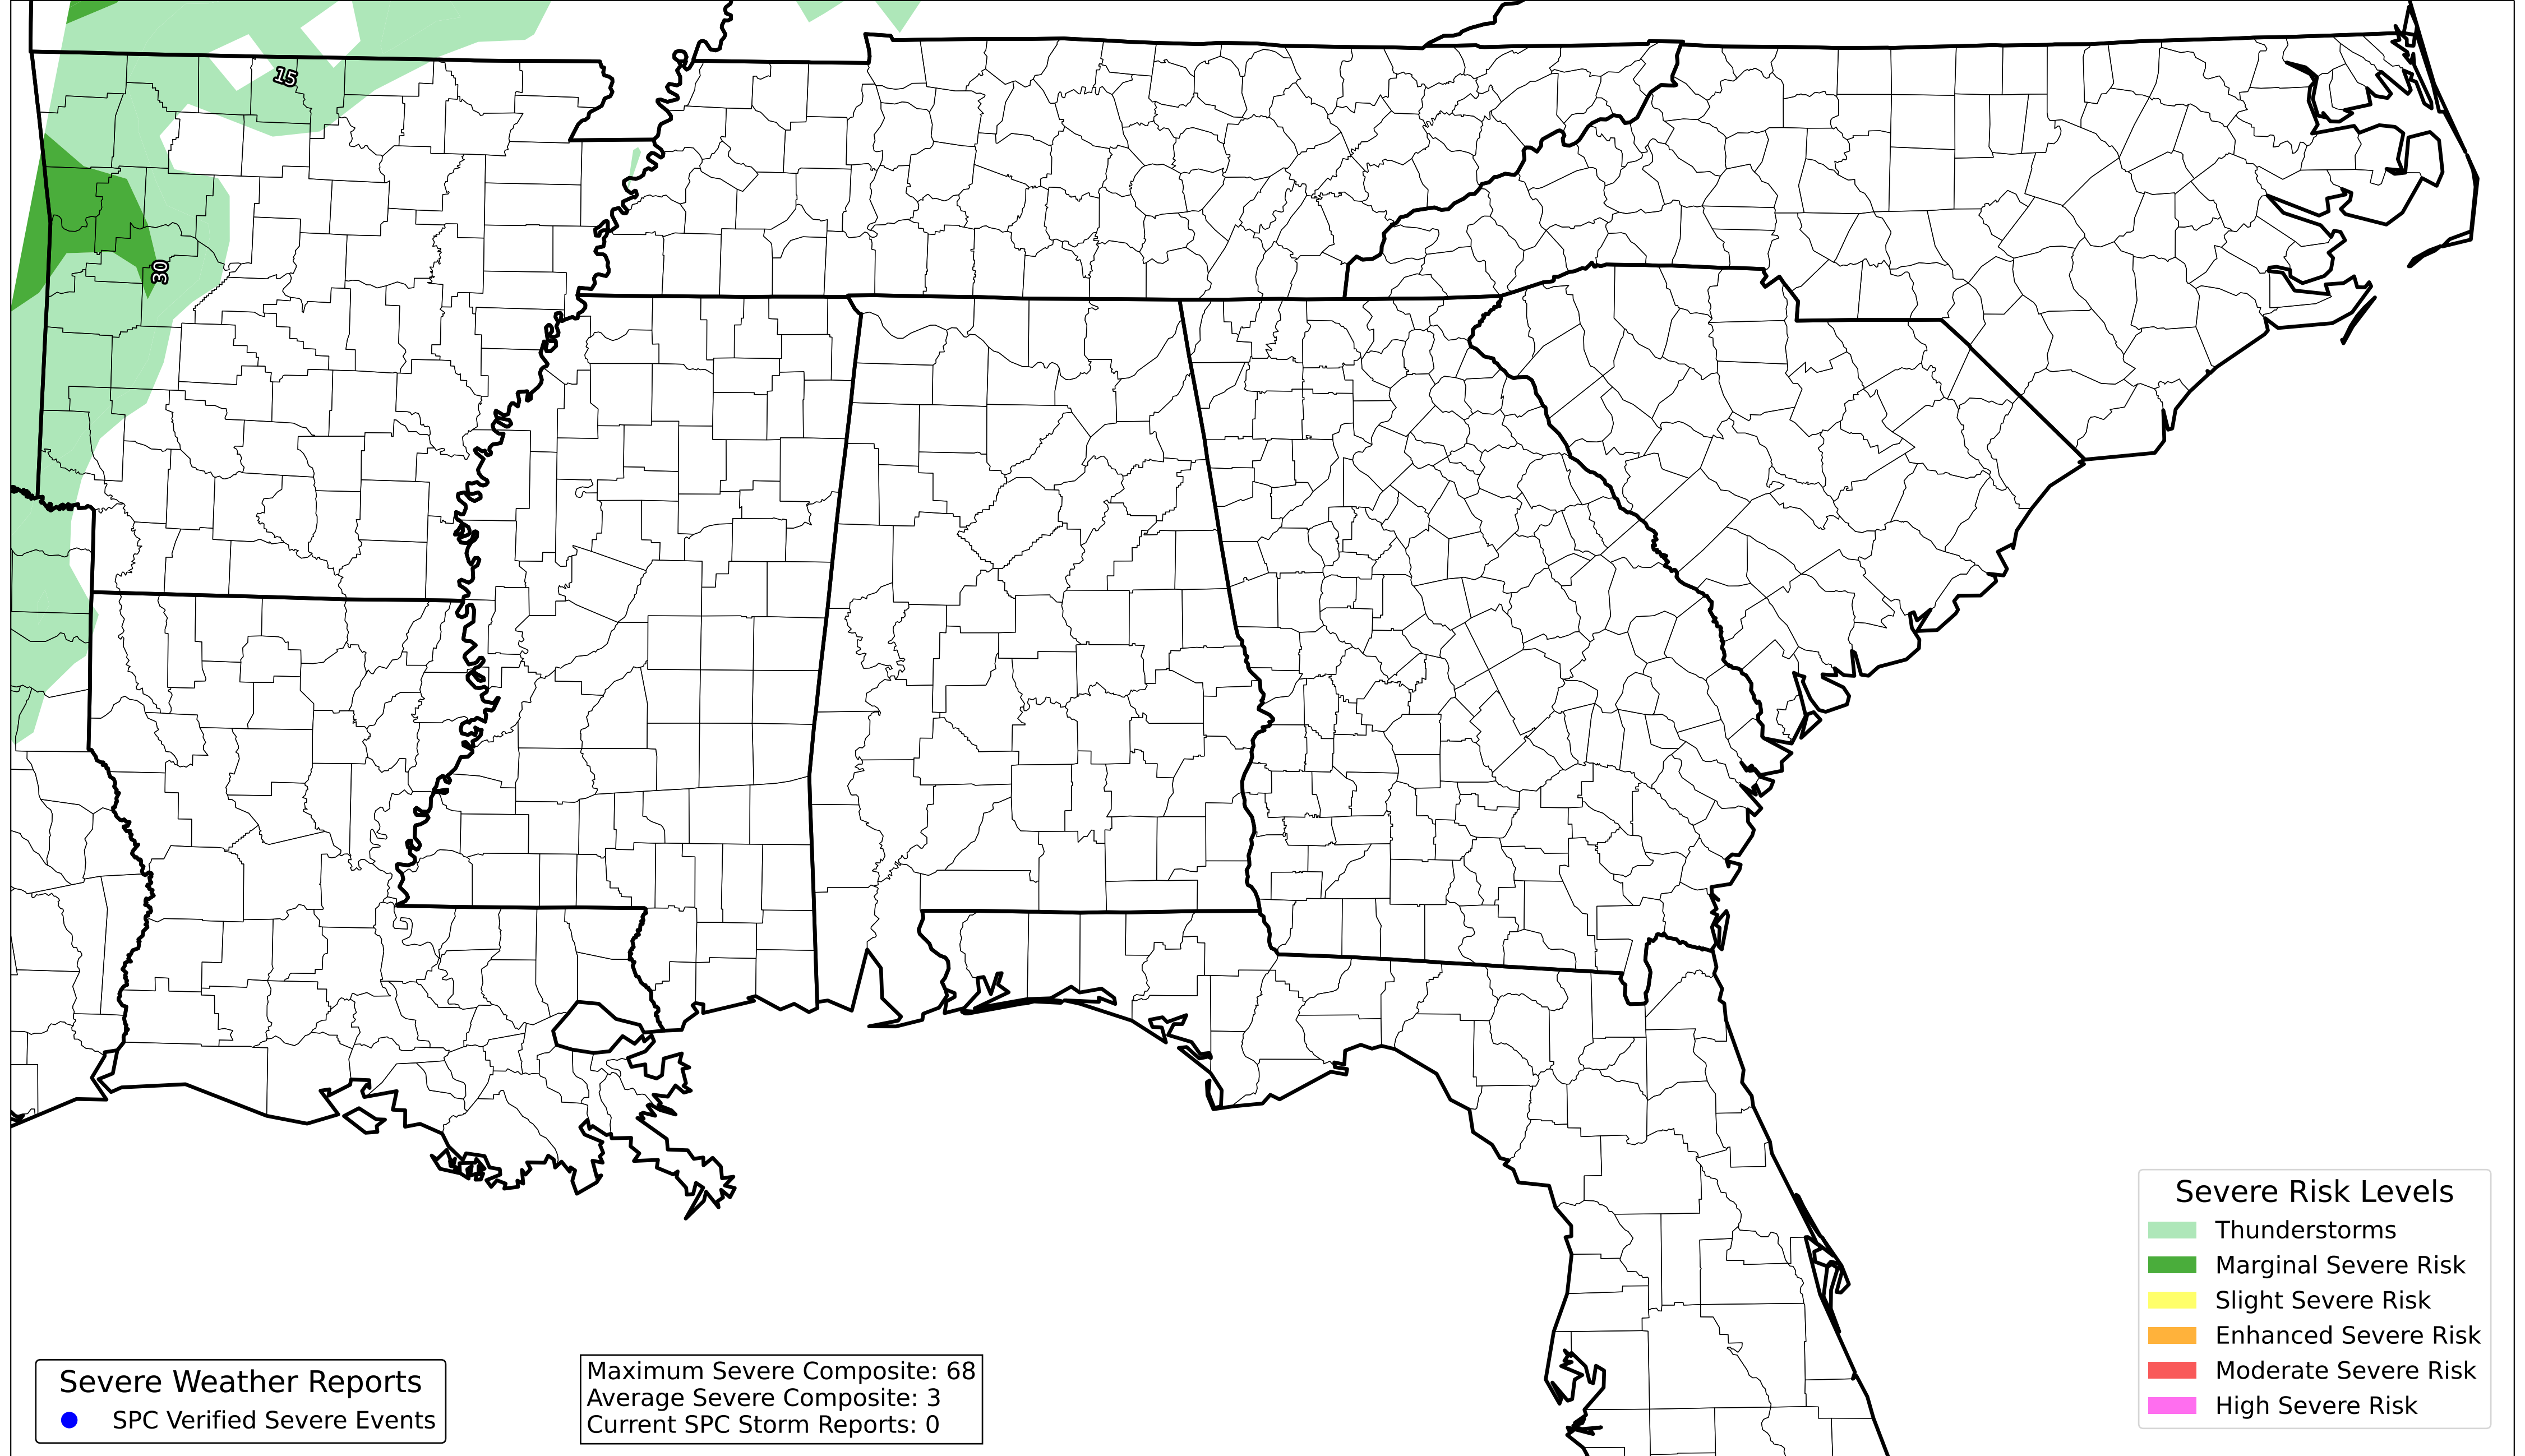 15
30
Severe Risk Levels
Thunderstorms
Marginal Severe Risk
Slight Severe Risk
Enhanced Severe Risk
Moderate Severe Risk
High Severe Risk
Severe Weather Reports
SPC Verified Severe Events
Maximum Severe Composite: 68
Average Severe Composite: 3
Current SPC Storm Reports: 0